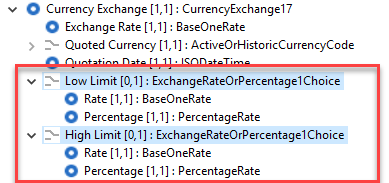 Currency Exchange [1,1] : CurrencyExchange17
Exchange Rate [1,1] : BaseOneRate
Quoted Currency [1,1] : ActiveOrHistoricCurrencyCode
Quotation Date [1,1] : ISODateTime
Low Limit [0,1] : ExchangeRateOrPercentage1Choice
Rate [1,1] : BaseOneRate
Percentage [1,1] : PercentageRate
High Limit [0,1] : ExchangeRateOrPercentage1Choice
Rate [1,1] : BaseOneRate
Percentage [1,1] : PercentageRate